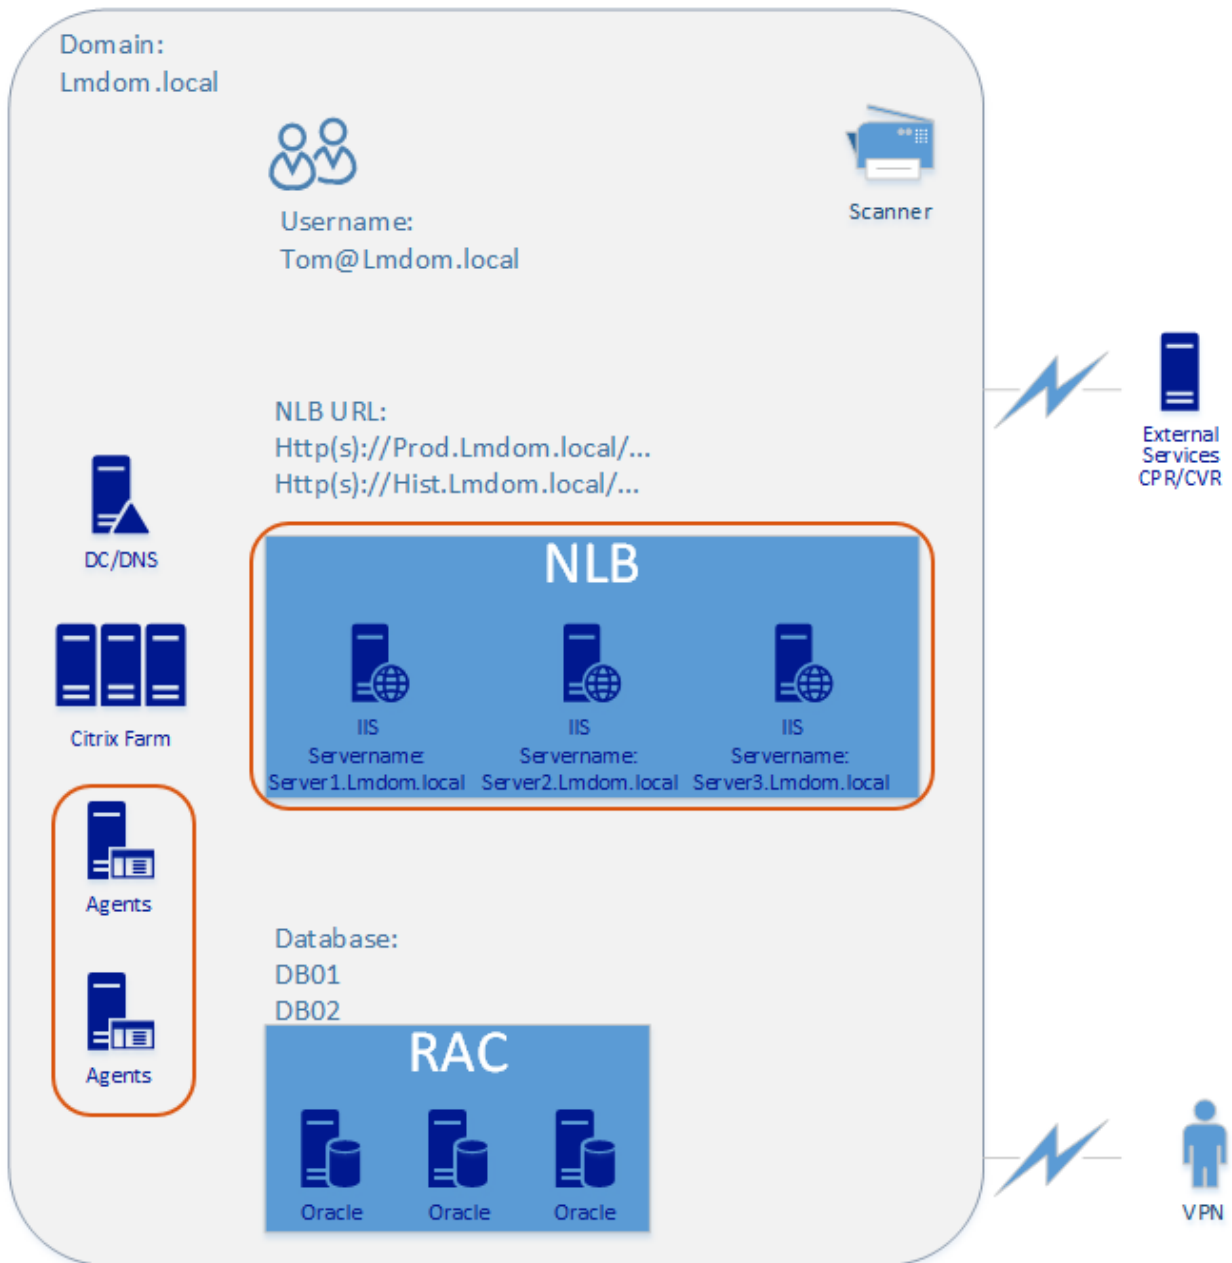 Domain:
Lmdom.local
Username:
Tom@Lmdom.local
Scanner
NLB URL:
Http(s)://Prod.Lmdom.local/...
Http(s)://Hist.Lmdom.local/...
External
Services
CPR/CVR
DC/DNS
NLB
Citrix Farm
IIS
Servername:
Server1.Lmdom.local
IIS
Servername:
Server2.Lmdom.local
IIS
Servername:
Server3.Lmdom.local
Agents
Agents
Database:
DB01
DB02
RAC
Oracle
Oracle
Oracle
VPN